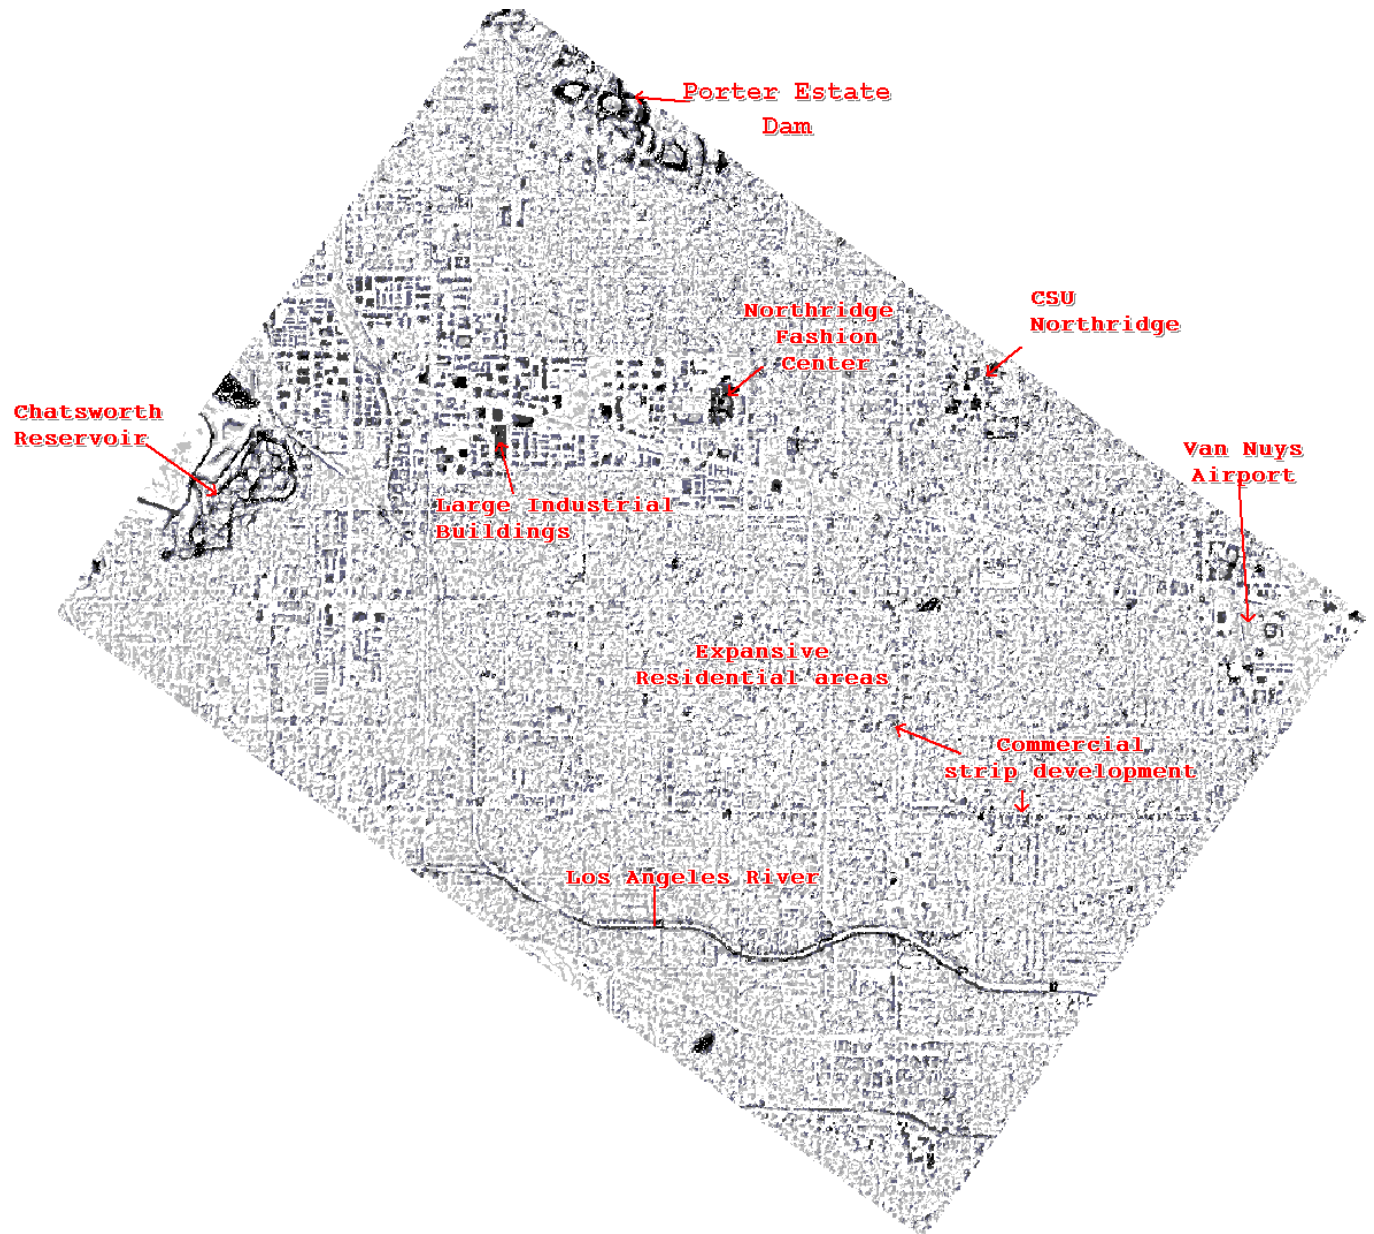 Porter Estate
Dam
CSU
Northridge
Northridge
Fashion
Center
Chatsworth
Reservoir
Van Nuys
Airport
Large Industrial
Buildings
Expansive
Residential areas
Commercial
strip development
Los Angeles River